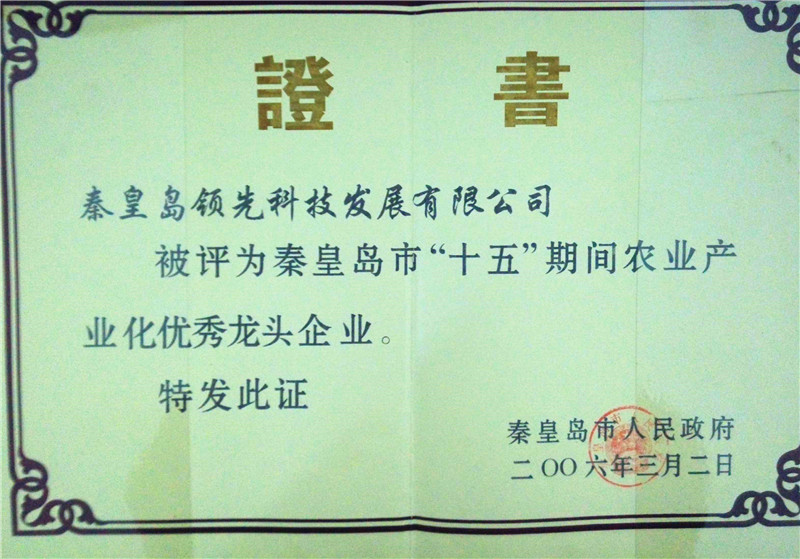 證書
秦皇岛领先科技发展有限公司
被评为秦皇岛市“十五”期间农业产
业化优秀龙头企业。
特发此证
秦皇岛市人民政府
二〇〇六年三月二日